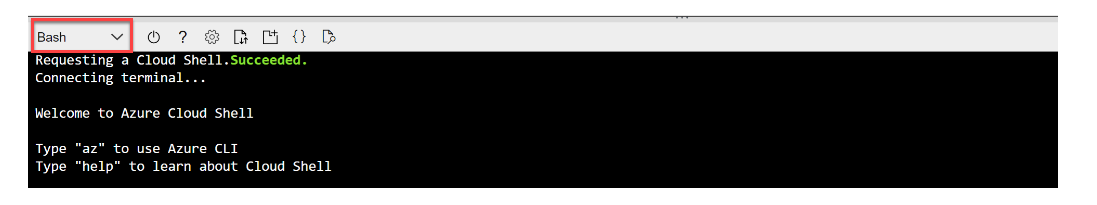 Bash
Requesting a Cloud Shell.Succeeded.
Connecting terminal...
Welcome to Azure Cloud Shell
Type "az" to use Azure CLI
Type "help" to learn about Cloud Shell